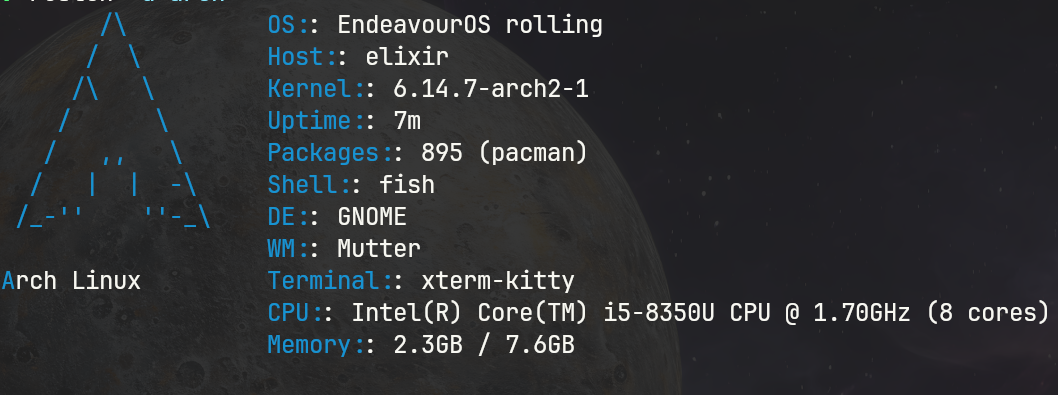 OS:: EndeavourOS rolling
Host:: elixir
Kernel:: 6.14.7-arch2-1
Uptime:: 7m
Packages:: 895 (pacman)
Shell:: fish
DE:: GNOME
WM:: Mutter
Arch Linux
Terminal:: xterm-kitty
CPU:: Intel(R) Core(TM) i5-8350U CPU @ 1.70GHz (8 cores)
Memory:: 2.3GB / 7.6GB